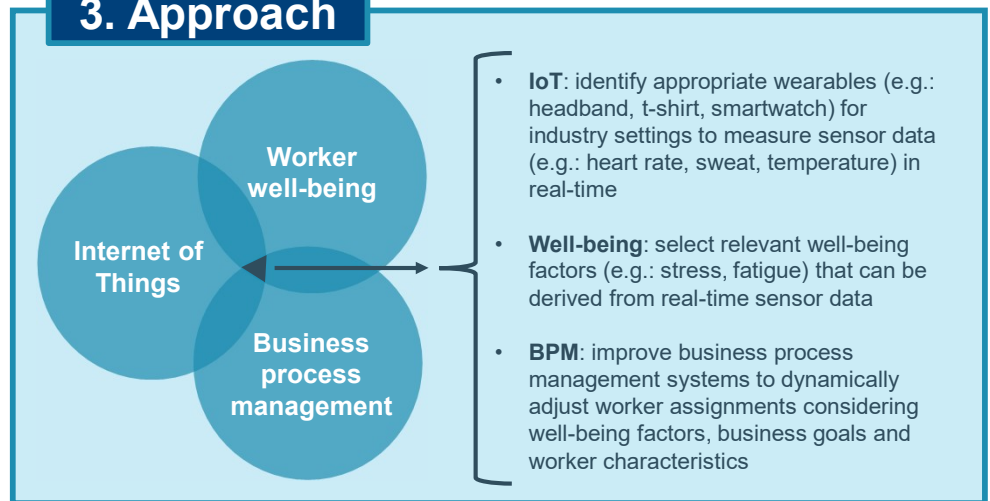 3. Approach
Worker
well-being
Internet of
Things
Business
process
management
• IoT: identify appropriate wearables (e.g.:
headband, t-shirt, smartwatch) for
industry settings to measure sensor data
(e.g.: heart rate, sweat, temperature) in
real-time
• Well-being: select relevant well-being
factors (e.g.: stress, fatigue) that can be
derived from real-time sensor data
• BPM: improve business process
management systems to dynamically
adjust worker assignments considering
well-being factors, business goals and
worker characteristics